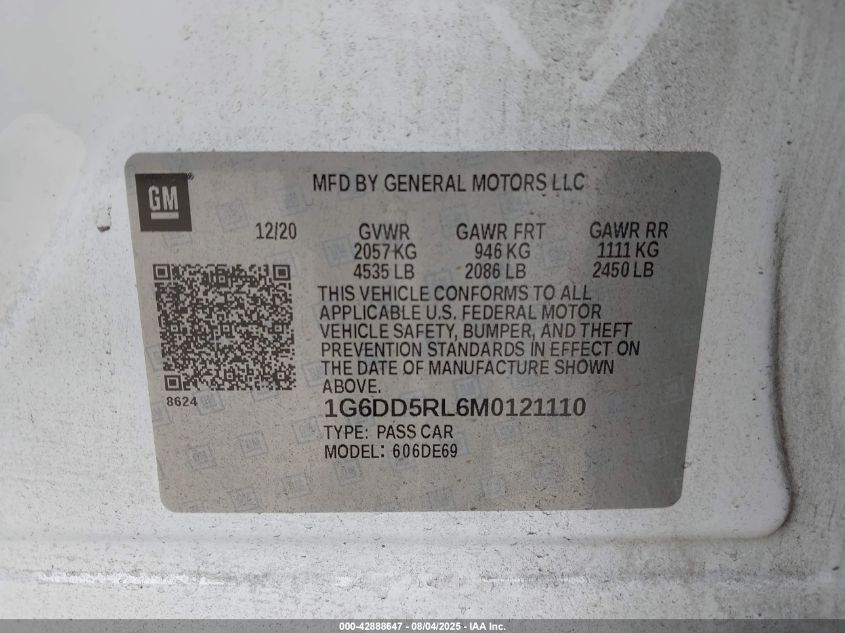 GM
MFD BY GENERAL MOTORS LLC
12/20
GVWR GAWR FRT GAWR RR
2057 KG 946 KG 1111 KG
4535 LB 2086 LB 2450 LB
THIS VEHICLE CONFORMS TO ALL
APPLICABLE U.S. FEDERAL MOTOR
VEHICLE SAFETY, BUMPER, AND THEFT
PREVENTION STANDARDS IN EFFECT ON
THE DATE OF MANUFACTURE SHOWN
ABOVE.
8624
1G6DD5RL6M0121110
TYPE: PASS CAR
MODEL: 606DE69
000-42888647 - 08/04/2025 - IAA Inc.